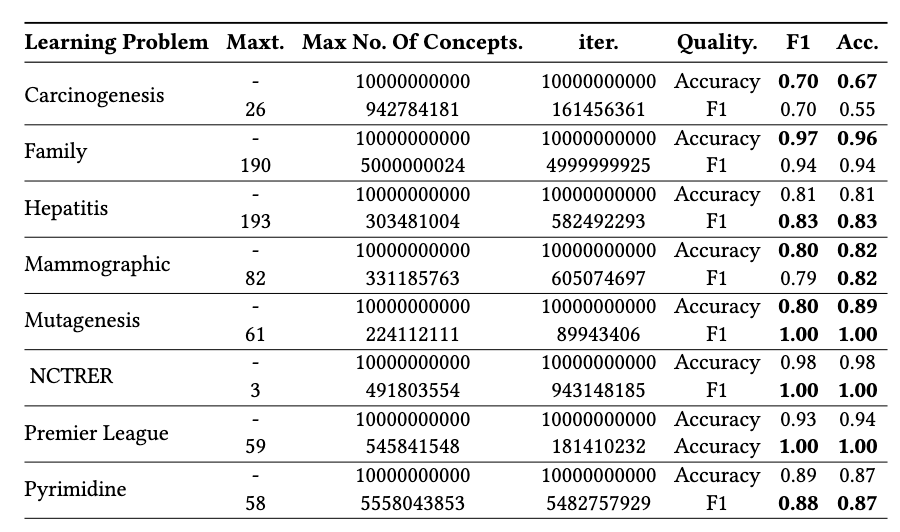 Learning Problem Maxt. Max No. Of Concepts. iter. Quality. F1 Acc.
Carcinogenesis
- 10000000000 10000000000 Accuracy 0.70 0.67
26 942784181 161456361 F1 0.70 0.55
Family
- 10000000000 10000000000 Accuracy 0.97 0.96
190 5000000024 4999999925 F1 0.94 0.94
Hepatitis
- 10000000000 10000000000 Accuracy 0.81 0.81
193 303481004 582492293 F1 0.83 0.83
Mammographic
- 10000000000 10000000000 Accuracy 0.80 0.82
82 331185763 605074697 F1 0.79 0.82
Mutagenesis
- 10000000000 10000000000 Accuracy 0.80 0.89
61 224112111 89943406 F1 1.00 1.00
NCTRER
- 10000000000 10000000000 Accuracy 0.98 0.98
3 491803554 943148185 F1 1.00 1.00
Premier League
- 10000000000 10000000000 Accuracy 0.93 0.94
59 545841548 181410232 Accuracy 1.00 1.00
Pyrimidine
- 10000000000 10000000000 Accuracy 0.89 0.87
58 5558043853 5482757929 F1 0.88 0.87